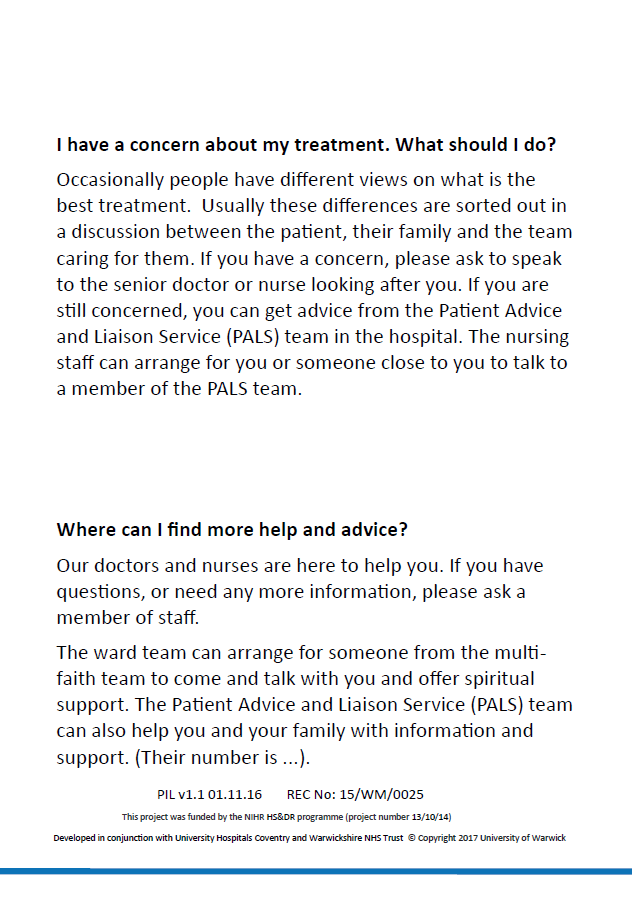 I have a concern about my treatment. What should I do?
Occasionally people have different views on what is the
best treatment.  Usually these differences are sorted out in
a discussion between the patient, their family and the team
caring for them. If you have a concern, please ask to speak
to the senior doctor or nurse looking after you. If you are
still concerned, you can get advice from the Patient Advice
and Liaison Service (PALS) team in the hospital. The nursing
staff can arrange for you or someone close to you to talk to
a member of the PALS team.
Where can I find more help and advice?
Our doctors and nurses are here to help you. If you have
questions, or need any more information, please ask a
member of staff.
The ward team can arrange for someone from the multi-
faith team to come and talk with you and offer spiritual
support. The Patient Advice and Liaison Service (PALS) team
can also help you and your family with information and
support. (Their number is ...).
PIL v1.1 01.11.16 REC No: 15/WM/0025
This project was funded by the NIHR HS&DR programme (project number 13/10/14)
Developed in conjunction with University Hospitals Coventry and Warwickshire NHS Trust © Copyright 2017 University of Warwick